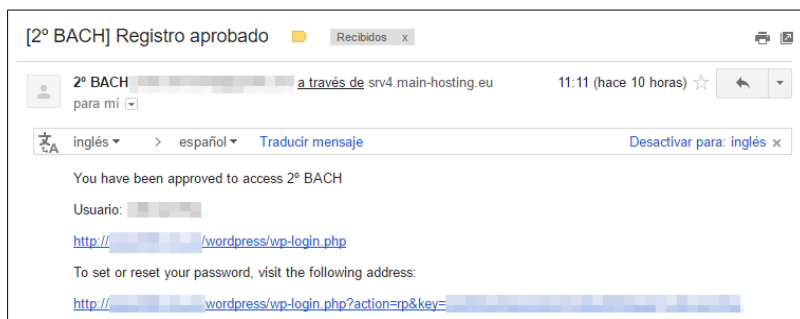 [2º BACH] Registro aprobado Recibidos x
2º BACH a través de srv4.main-hosting.eu 11:11 (hace 10 horas)
para mí
inglés > español Traducir mensaje Desactivar para: inglés x
You have been approved to access 2º BACH
Usuario:
http:// /wordpress/wp-login.php
To set or reset your password, visit the following address:
http:// wordpress/wp-login.php?action=rp&key=